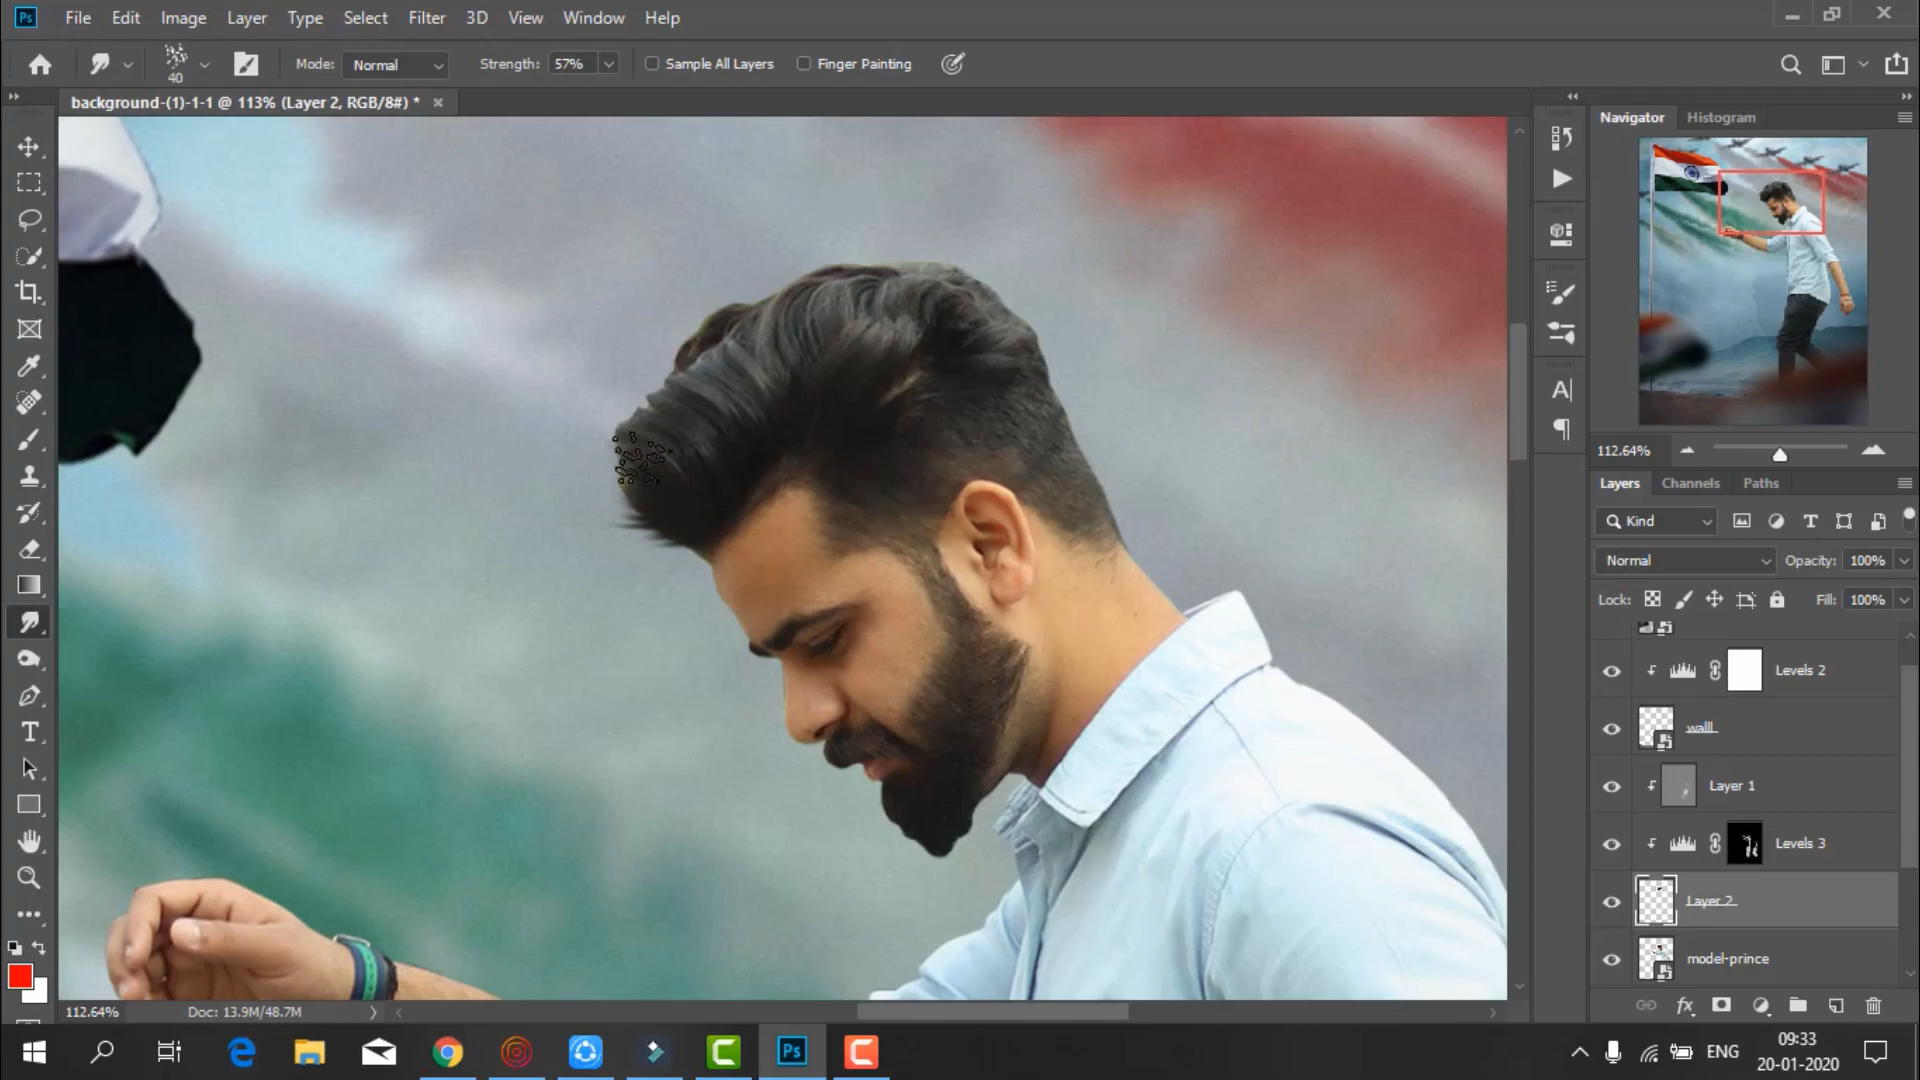 Ps File Edit Image Layer Type Select Filter 3D View Window Help
40 Mode: Normal Strength: 57% Sample All Layers Finger Painting
background-(1)-1-1 @ 113% (Layer 2, RGB/8#) * ×
Navigator Histogram
112.64%
Layers Channels Paths
Kind
Normal Opacity: 100%
Lock: Fill: 100%
Levels 2
walll
Layer 1
Levels 3
Layer 2
model-prince
fx
112.64% Doc: 13.9M/48.7M
Ps ENG 09:33
20-01-2020